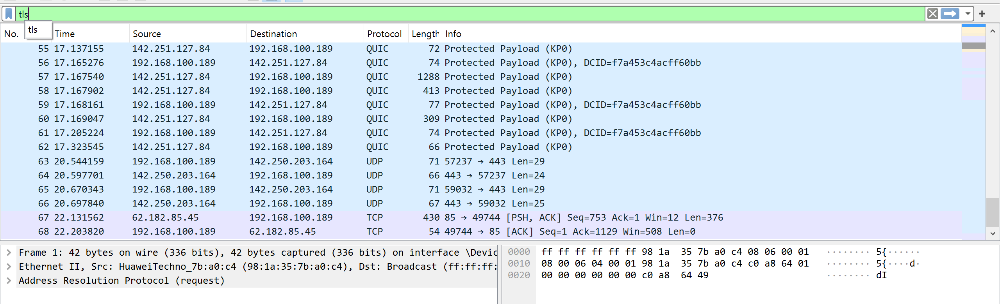 tls
tls
No. Time Source Destination Protocol Length Info
55 17.137155 142.251.127.84 192.168.100.189 QUIC 72 Protected Payload (KP0)
56 17.165276 192.168.100.189 142.251.127.84 QUIC 74 Protected Payload (KP0), DCID=f7a453c4acff60bb
57 17.167540 142.251.127.84 192.168.100.189 QUIC 1288 Protected Payload (KP0)
58 17.167902 142.251.127.84 192.168.100.189 QUIC 413 Protected Payload (KP0)
59 17.168161 192.168.100.189 142.251.127.84 QUIC 77 Protected Payload (KP0), DCID=f7a453c4acff60bb
60 17.169047 142.251.127.84 192.168.100.189 QUIC 309 Protected Payload (KP0)
61 17.205224 192.168.100.189 142.251.127.84 QUIC 74 Protected Payload (KP0), DCID=f7a453c4acff60bb
62 17.323545 142.251.127.84 192.168.100.189 QUIC 66 Protected Payload (KP0)
63 20.544159 192.168.100.189 142.250.203.164 UDP 71 57237 → 443 Len=29
64 20.597701 142.250.203.164 192.168.100.189 UDP 66 443 → 57237 Len=24
65 20.670343 192.168.100.189 142.250.203.164 UDP 71 59032 → 443 Len=29
66 20.697840 142.250.203.164 192.168.100.189 UDP 67 443 → 59032 Len=25
67 22.131562 62.182.85.45 192.168.100.189 TCP 430 85 → 49744 [PSH, ACK] Seq=753 Ack=1 Win=12 Len=376
68 22.203820 192.168.100.189 62.182.85.45 TCP 54 49744 → 85 [ACK] Seq=1 Ack=1129 Win=508 Len=0
Frame 1: 42 bytes on wire (336 bits), 42 bytes captured (336 bits) on interface \Devic
Ethernet II, Src: HuaweiTechno_7b:a0:c4 (98:1a:35:7b:a0:c4), Dst: Broadcast (ff:ff:ff:
Address Resolution Protocol (request)
0000 ff ff ff ff ff ff 98 1a 35 7b a0 c4 08 06 00 01 ········ 5{······
0010 08 00 06 04 00 01 98 1a 35 7b a0 c4 c0 a8 64 01 ········ 5{····d·
0020 00 00 00 00 00 00 c0 a8 64 49 ········ dI